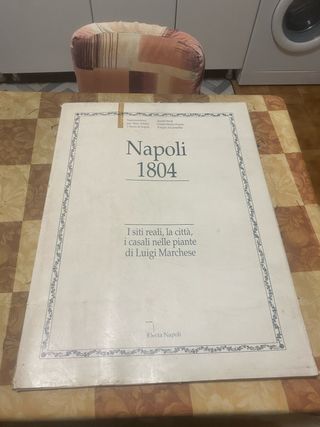 Napoli
1804
I siti reali, la città,
i casali nelle piante
di Luigi Marchese
Electa Napoli